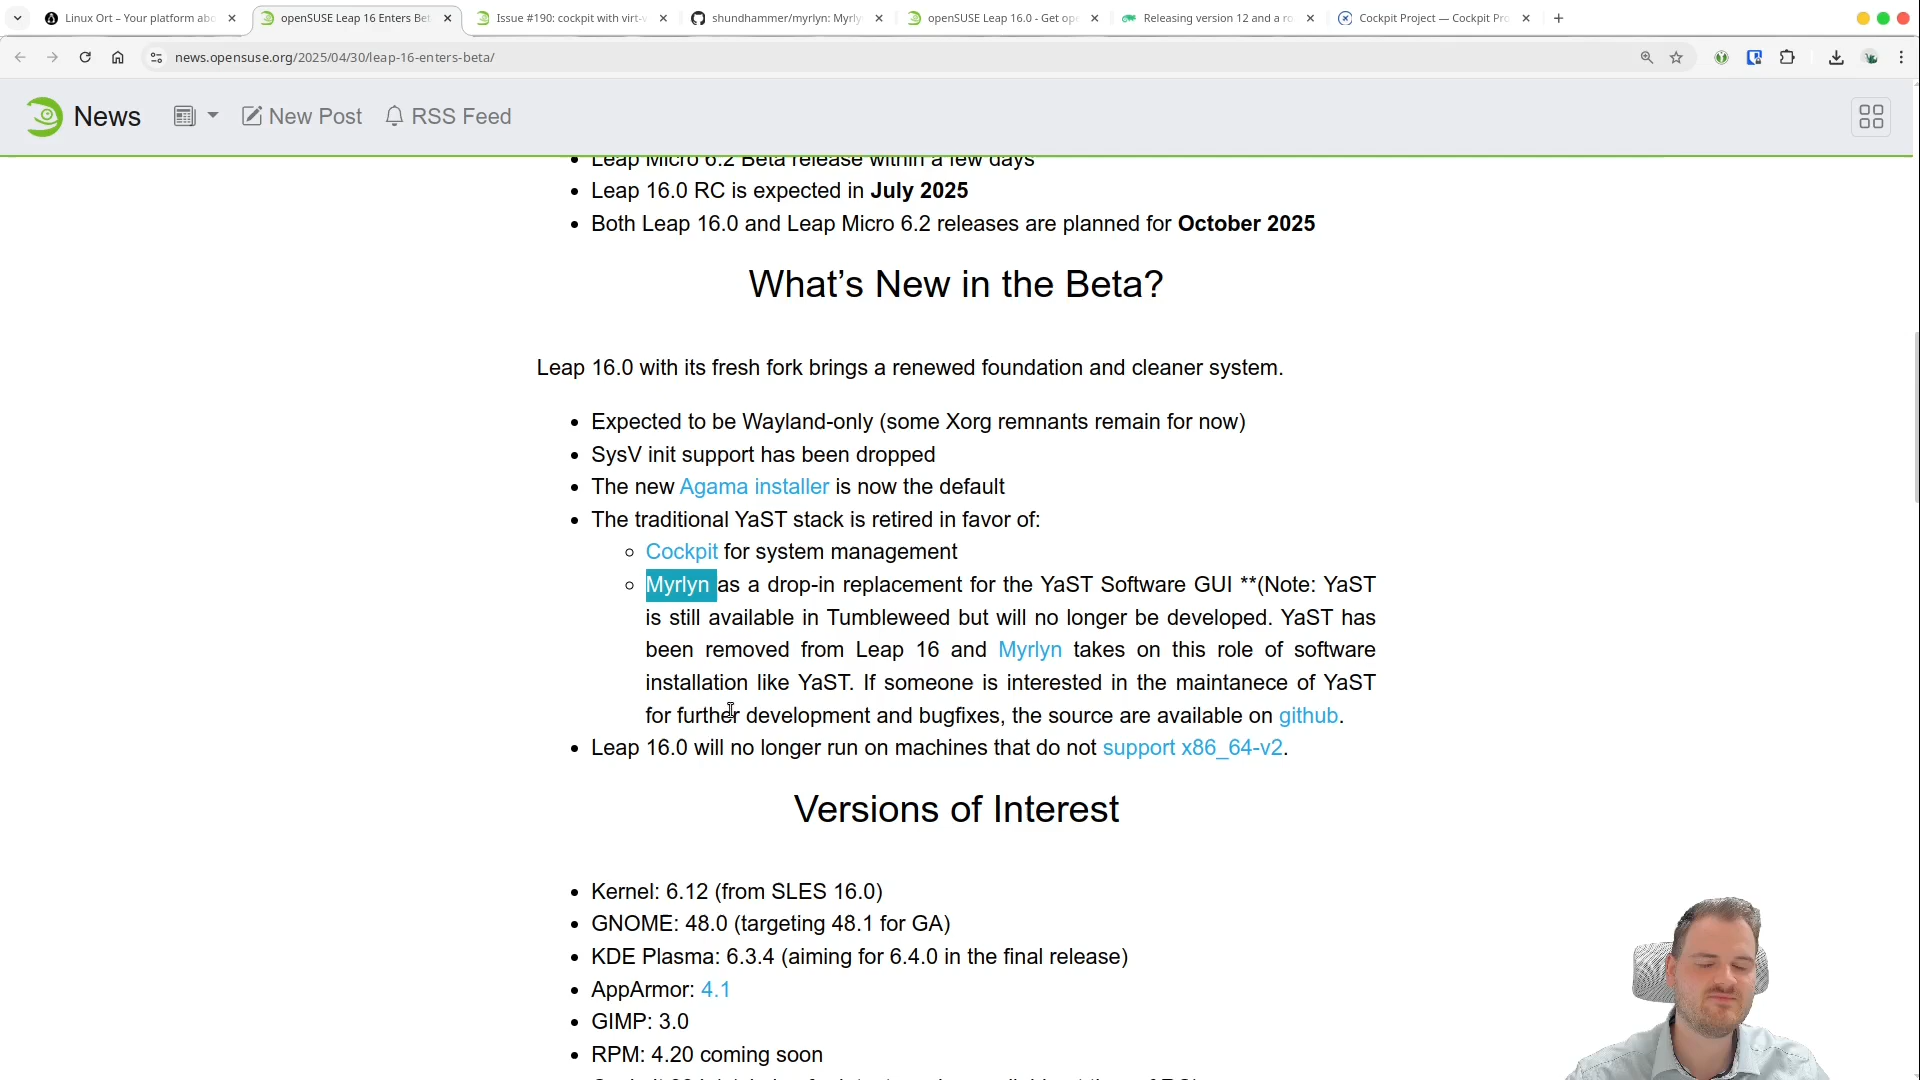 Linux Ort – Your platform abo
openSUSE Leap 16 Enters Bet
Issue #190: cockpit with virt-v
shundhammer/myrlyn: Myrly
openSUSE Leap 16.0 - Get ope
Releasing version 12 and a ro
Cockpit Project — Cockpit Pro
news.opensuse.org/2025/04/30/leap-16-enters-beta/
News New Post RSS Feed
• Leap Micro 6.2 Beta release within a few days
• Leap 16.0 RC is expected in July 2025
• Both Leap 16.0 and Leap Micro 6.2 releases are planned for October 2025
What’s New in the Beta?
Leap 16.0 with its fresh fork brings a renewed foundation and cleaner system.
• Expected to be Wayland-only (some Xorg remnants remain for now)
• SysV init support has been dropped
• The new Agama installer is now the default
• The traditional YaST stack is retired in favor of:
◦ Cockpit for system management
◦ Myrlyn as a drop-in replacement for the YaST Software GUI **(Note: YaST
is still available in Tumbleweed but will no longer be developed. YaST has
been removed from Leap 16 and Myrlyn takes on this role of software
installation like YaST. If someone is interested in the maintanece of YaST
for further development and bugfixes, the source are available on github.
• Leap 16.0 will no longer run on machines that do not support x86_64-v2.
Versions of Interest
• Kernel: 6.12 (from SLES 16.0)
• GNOME: 48.0 (targeting 48.1 for GA)
• KDE Plasma: 6.3.4 (aiming for 6.4.0 in the final release)
• AppArmor: 4.1
• GIMP: 3.0
• RPM: 4.20 coming soon